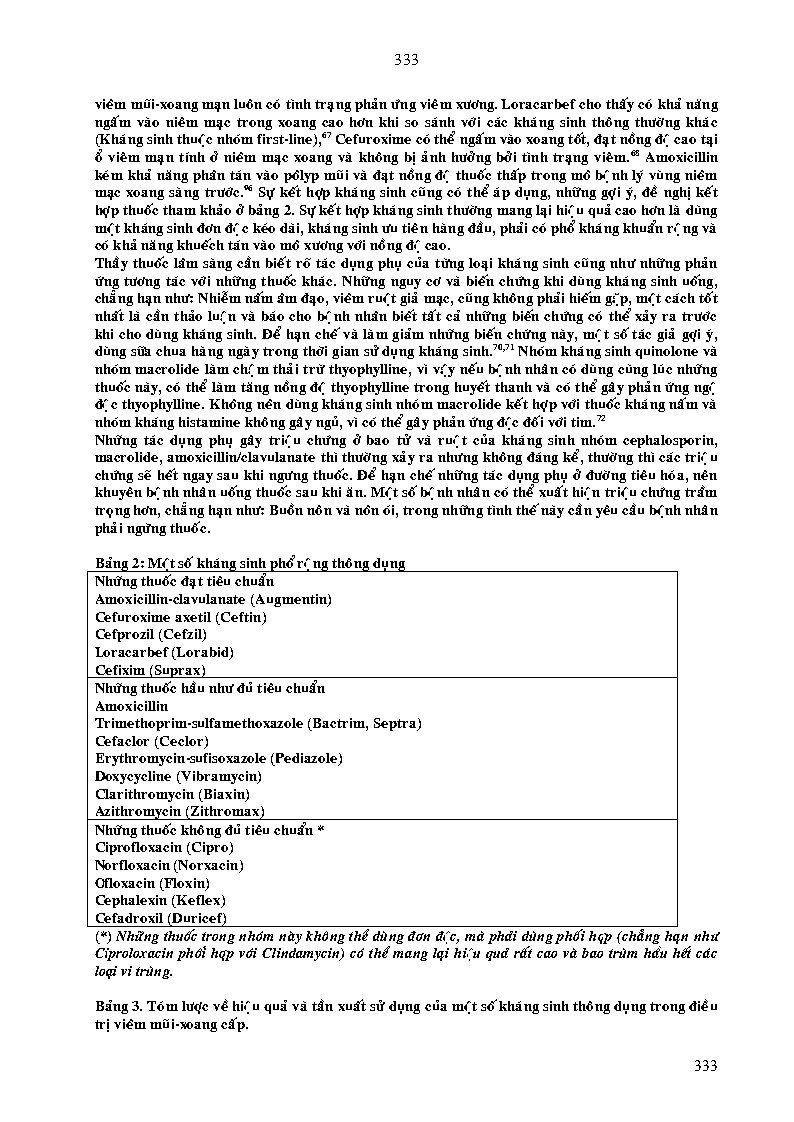 333
viêm mũi-xoang mạn luôn có tình trạng phản ứng viêm xương. Loracarbef cho thấy có khả năng
ngấm vào niêm mạc trong xoang cao hơn khi so sánh với các kháng sinh thông thường khác
(Kháng sinh thuộc nhóm first-line),67 Cefuroxime có thể ngấm vào xoang tốt, đạt nồng độ cao tại
ổ viêm mạn tính ở niêm mạc xoang và không bị ảnh hưởng bởi tình trạng viêm.68 Amoxicillin
kém khả năng phân tán vào pôlyp mũi và đạt nồng độ thuốc thấp trong mô bệnh lý vùng niêm
mạc xoang sàng trước.96 Sự kết hợp kháng sinh cũng có thể áp dụng, những gợi ý, đề nghị kết
hợp thuốc tham khảo ở bảng 2. Sự kết hợp kháng sinh thường mang lại hiệu quả cao hơn là dùng
một kháng sinh đơn độc kéo dài, kháng sinh ưu tiên hàng đầu, phải có phổ kháng khuẩn rộng và
có khả năng khuếch tán vào mô xương với nồng độ cao.
Thầy thuốc lâm sàng cần biết rõ tác dụng phụ của từng loại kháng sinh cũng như những phản
ứng tương tác với những thuốc khác. Những nguy cơ và biến chứng khi dùng kháng sinh uống,
chẳng hạn như: Nhiễm nấm âm đạo, viêm ruột giả mạc, cũng không phải hiếm gặp, một cách tốt
nhất là cần thảo luận và báo cho bệnh nhân biết tất cả những biến chứng có thể xảy ra trước
khi cho dùng kháng sinh. Để hạn chế và làm giảm những biến chứng này, một số tác giả gợi ý,
dùng sữa chua hàng ngày trong thời gian sử dụng kháng sinh.70,71 Nhóm kháng sinh quinolone và
nhóm macrolide làm chậm thải trừ thyophylline, vì vậy nếu bệnh nhân có dùng cùng lúc những
thuốc này, có thể làm tăng nồng độ thyophylline trong huyết thanh và có thể gây phản ứng ngộ
độc thyophylline. Không nên dùng kháng sinh nhóm macrolide kết hợp với thuốc kháng nấm và
nhóm kháng histamine không gây ngủ, vì có thể gây phản ứng độc đối với tim.72
Những tác dụng phụ gây triệu chứng ở bao tử và ruột của kháng sinh nhóm cephalosporin,
macrolide, amoxicillin/clavulanate thì thường xảy ra nhưng không đáng kể, thường thì các triệu
chứng sẽ hết ngay sau khi ngưng thuốc. Để hạn chế những tác dụng phụ ở đường tiêu hóa, nên
khuyên bệnh nhân uống thuốc sau khi ăn. Một số bệnh nhân có thể xuất hiện triệu chứng trầm
trọng hơn, chẳng hạn như: Buồn nôn và nôn ói, trong những tình thế này cần yêu cầu bệnh nhân
phải ngừng thuốc.
Bảng 2: Một số kháng sinh phổ rộng thông dụng
Những thuốc đạt tiêu chuẩn
Amoxicillin-clavulanate (Augmentin)
Cefuroxime axetil (Ceftin)
Cefprozil (Cefzil)
Loracarbef (Lorabid)
Cefixim (Suprax)
Những thuốc hầu như đủ tiêu chuẩn
Amoxicillin
Trimethoprim-sulfamethoxazole (Bactrim, Septra)
Cefaclor (Ceclor)
Erythromycin-sufisoxazole (Pediazole)
Doxycycline (Vibramycin)
Clarithromycin (Biaxin)
Azithromycin (Zithromax)
Những thuốc không đủ tiêu chuẩn *
Ciprofloxacin (Cipro)
Norfloxacin (Norxacin)
Ofloxacin (Floxin)
Cephalexin (Keflex)
Cefadroxil (Duricef)
(*) Những thuốc trong nhóm này không thể dùng đơn độc, mà phải dùng phối hợp (chẳng hạn như
Ciproloxacin phối hợp với Clindamycin) có thể mang lại hiệu quả rất cao và bao trùm hầu hết các
loại vi trùng.
Bảng 3. Tóm lược về hiệu quả và tần xuất sử dụng của một số kháng sinh thông dụng trong điều
trị viêm mũi-xoang cấp.
333